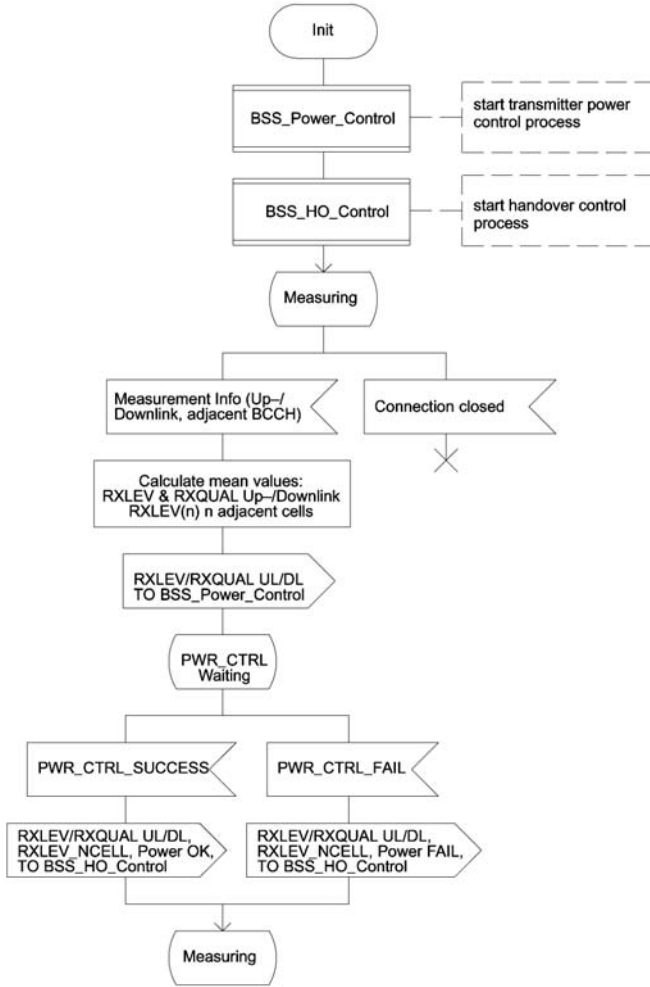 Init
BSS_Power_Control
start transmitter power
control process
BSS_HO_Control
start handover control
process
Measuring
Measurement Info (Up–/
Downlink, adjacent BCCH)
Connection closed
Calculate mean values:
RXLEV & RXQUAL Up–/Downlink
RXLEV(n) n adjacent cells
RXLEV/RXQUAL UL/DL
TO BSS_Power_Control
PWR_CTRL
Waiting
PWR_CTRL_SUCCESS
PWR_CTRL_FAIL
RXLEV/RXQUAL UL/DL,
RXLEV_NCELL, Power OK,
TO BSS_HO_Control
RXLEV/RXQUAL UL/DL,
RXLEV_NCELL, Power FAIL,
TO BSS_HO_Control
Measuring